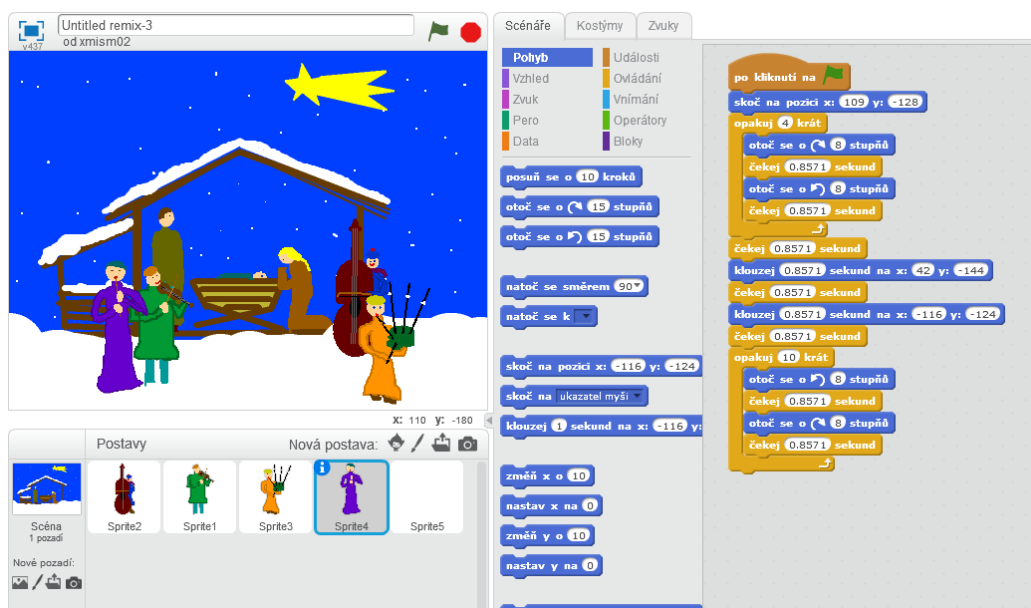 Untitled remix-3
od xmism02
v437
x: 110 y: -180
Postavy
Nová postava:
Scéna
1 pozadí
Nové pozadí:
Sprite2
Sprite1
Sprite3
Sprite4
Sprite5
Scénáře
Kostýmy
Zvuky
Pohyb
Události
Vzhled
Ovládání
Zvuk
Vnímání
Pero
Operátory
Data
Bloky
posuň se o 10 kroků
otoč se o 15 stupňů
otoč se o 15 stupňů
natoč se směrem 90
natoč se k
skoč na pozici x: -116 y: -124
skoč na ukazatel myši
klouzej 1 sekund na x: -116 y:
změň x o 10
nastav x na 0
změň y o 10
nastav y na 0
po kliknutí na
skoč na pozici x: 109 y: -128
opakuj 4 krát
otoč se o 8 stupňů
čekej 0.8571 sekund
otoč se o 8 stupňů
čekej 0.8571 sekund
čekej 0.8571 sekund
klouzej 0.8571 sekund na x: 42 y: -144
čekej 0.8571 sekund
klouzej 0.8571 sekund na x: -116 y: -124
čekej 0.8571 sekund
opakuj 10 krát
otoč se o 8 stupňů
čekej 0.8571 sekund
otoč se o 8 stupňů
čekej 0.8571 sekund